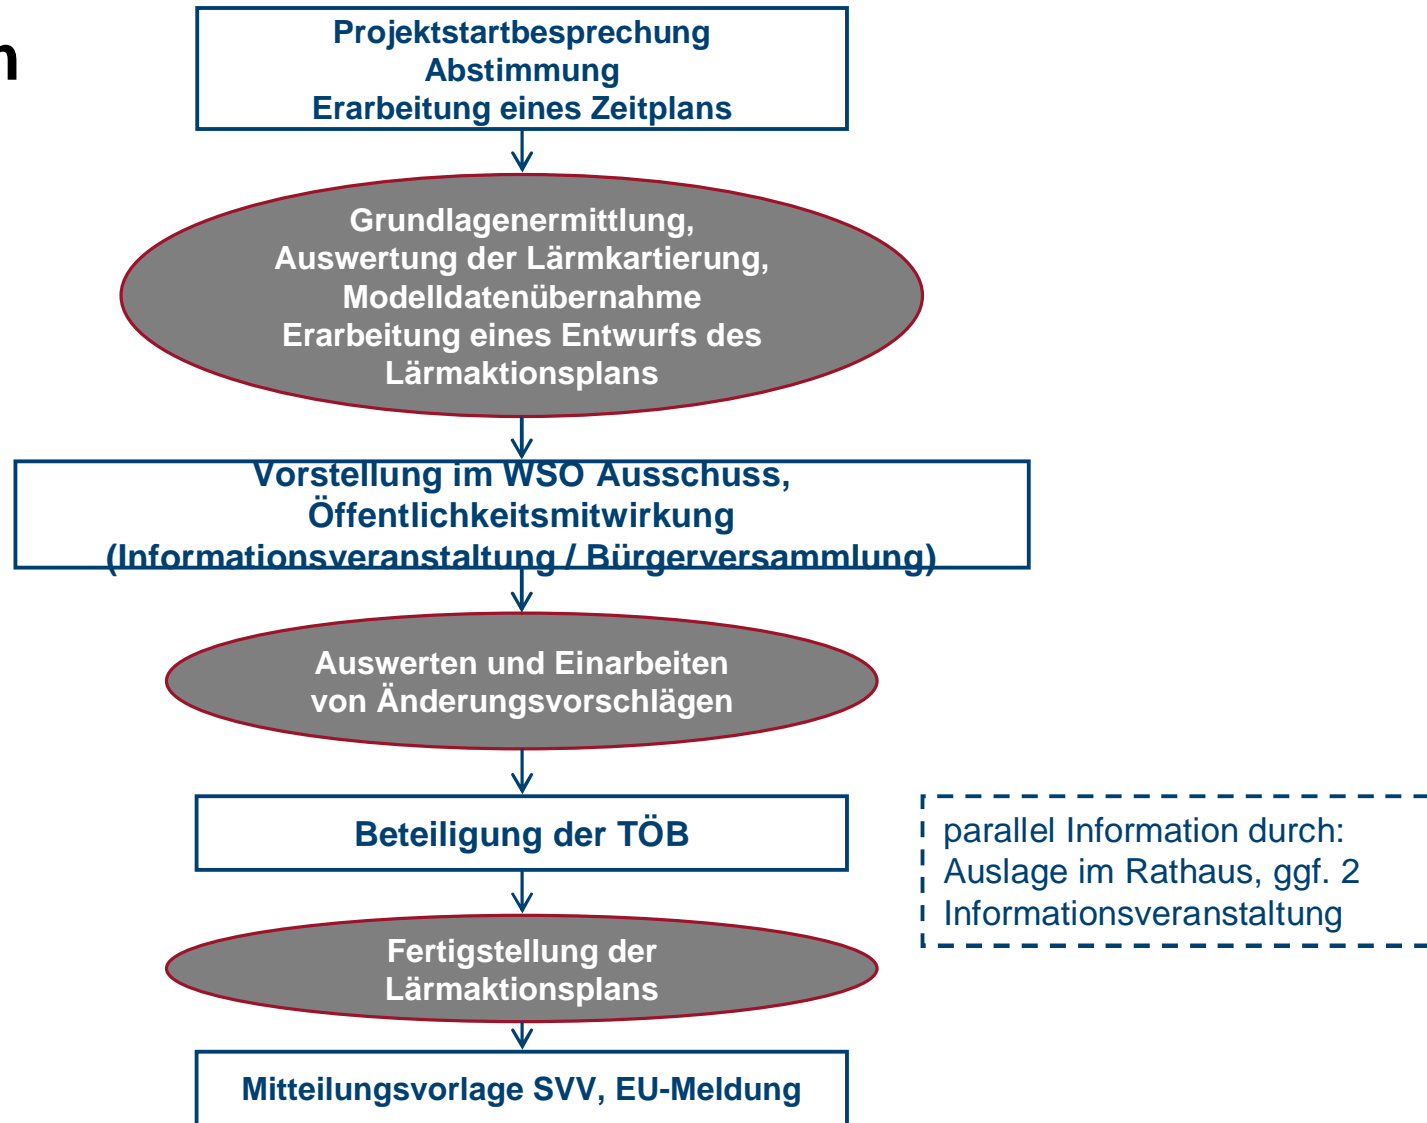 n
Projektstartbesprechung
Abstimmung
Erarbeitung eines Zeitplans
Grundlagenermittlung,
Auswertung der Lärmkartierung,
Modelldatenübernahme
Erarbeitung eines Entwurfs des
Lärmaktionsplans
Vorstellung im WSO Ausschuss,
Öffentlichkeitsmitwirkung
(Informationsveranstaltung / Bürgerversammlung)
Auswerten und Einarbeiten
von Änderungsvorschlägen
Beteiligung der TÖB
parallel Information durch:
Auslage im Rathaus, ggf. 2
Informationsveranstaltung
Fertigstellung der
Lärmaktionsplans
Mitteilungsvorlage SVV, EU-Meldung